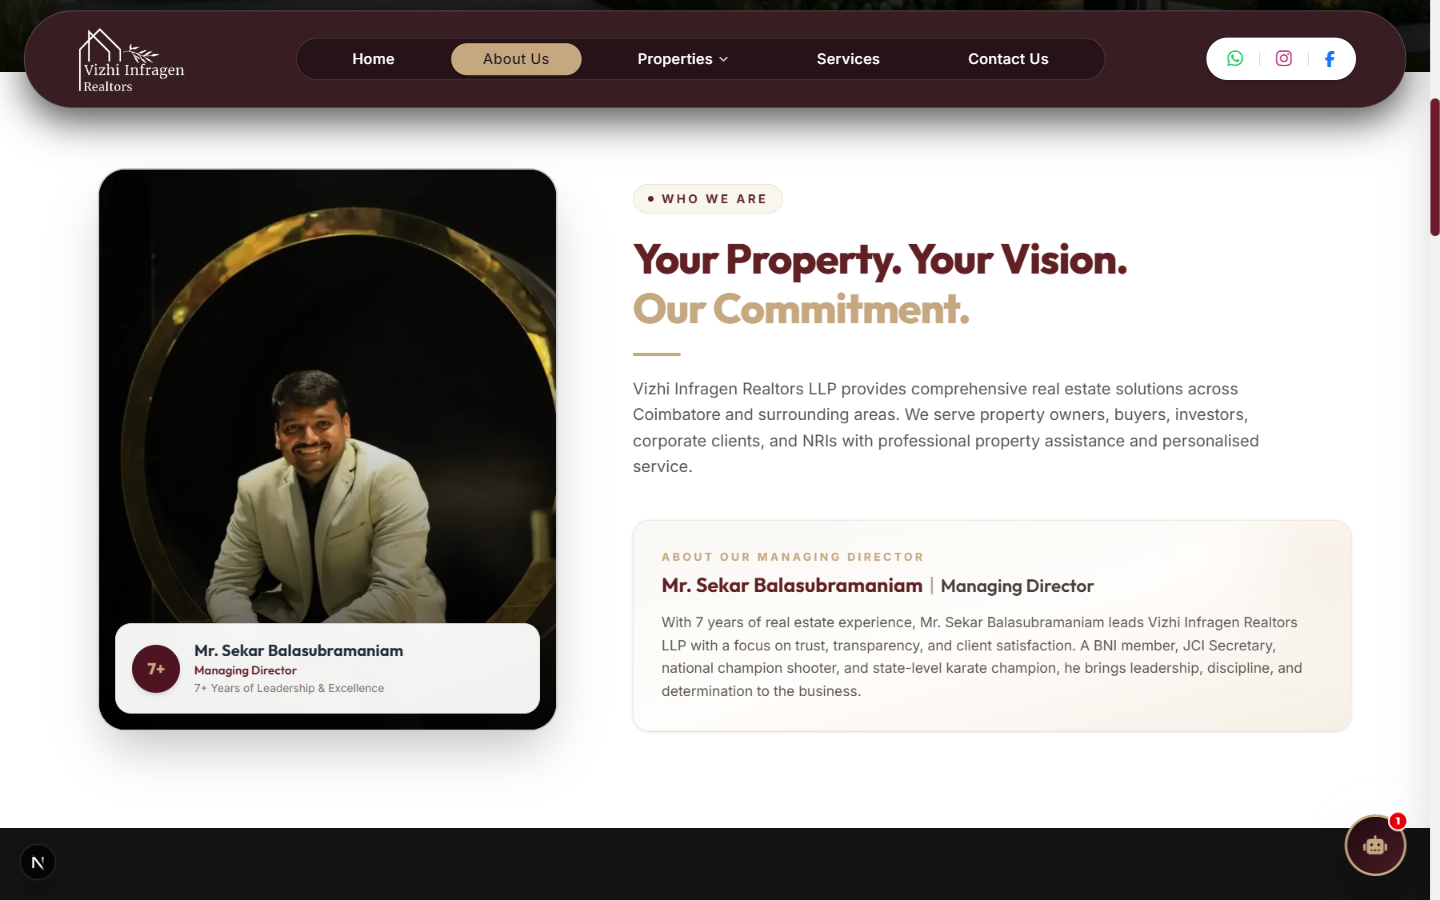 Vizhi Infragen
Realtors
Home
About Us
Properties
Services
Contact Us
WHO WE ARE
Your Property. Your Vision.
Our Commitment.
Vizhi Infragen Realtors LLP provides comprehensive real estate solutions across
Coimbatore and surrounding areas. We serve property owners, buyers, investors,
corporate clients, and NRIs with professional property assistance and personalised
service.
ABOUT OUR MANAGING DIRECTOR
Mr. Sekar Balasubramaniam | Managing Director
With 7 years of real estate experience, Mr. Sekar Balasubramaniam leads Vizhi Infragen Realtors
LLP with a focus on trust, transparency, and client satisfaction. A BNI member, JCI Secretary,
national champion shooter, and state-level karate champion, he brings leadership, discipline, and
determination to the business.
7+
Mr. Sekar Balasubramaniam
Managing Director
7+ Years of Leadership & Excellence
N
1